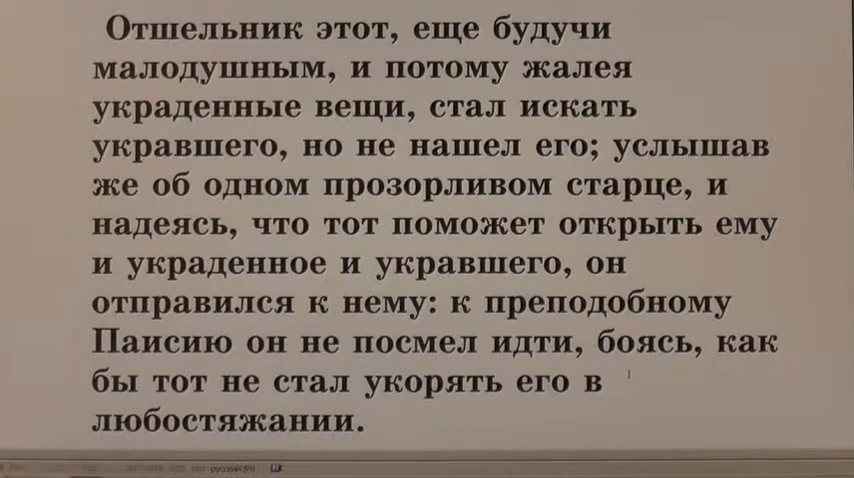 Отшельник этот, еще будучи
малодушным, и потому жалея
украденные вещи, стал искать
укравшего, но не нашел его; услышав
же об одном прозорливом старце, и
надеясь, что тот поможет открыть ему
и украденное и укравшего, он
отправился к нему: к преподобному
Паисию он не посмел идти, боясь, как
бы тот не стал укорять его в
любостяжании.
русский